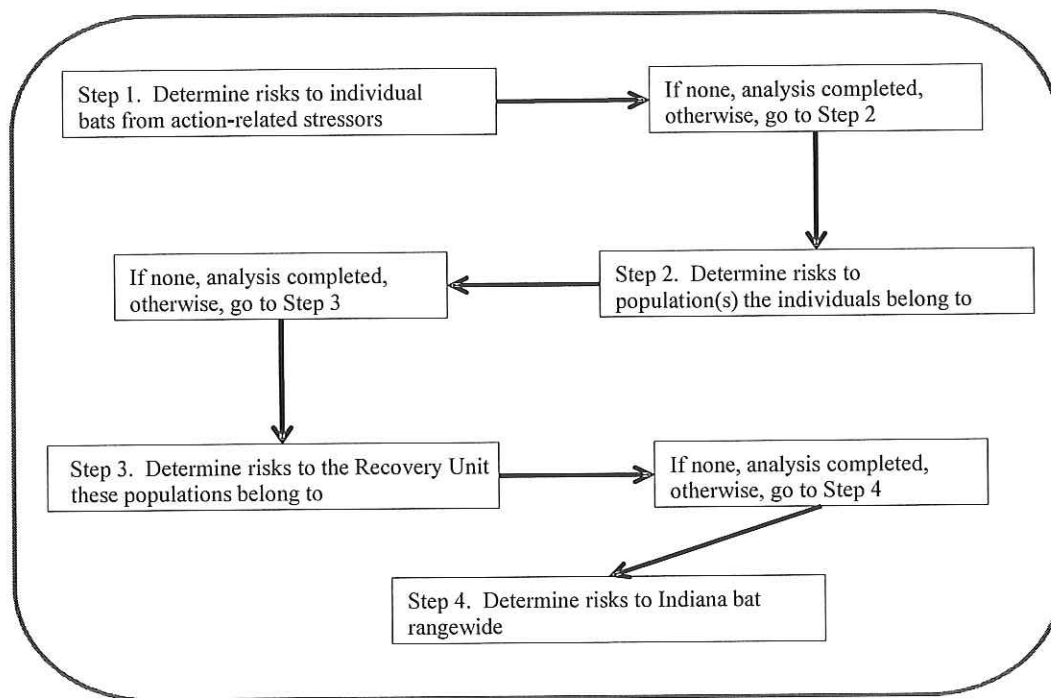 Step 1.  Determine risks to individual
bats from action-related stressors
If none, analysis completed,
otherwise, go to Step 2
Step 2.  Determine risks to
population(s) the individuals belong to
If none, analysis completed,
otherwise, go to Step 3
Step 3.  Determine risks to the Recovery Unit
these populations belong to
If none, analysis completed,
otherwise, go to Step 4
Step 4.  Determine risks to Indiana bat
rangewide